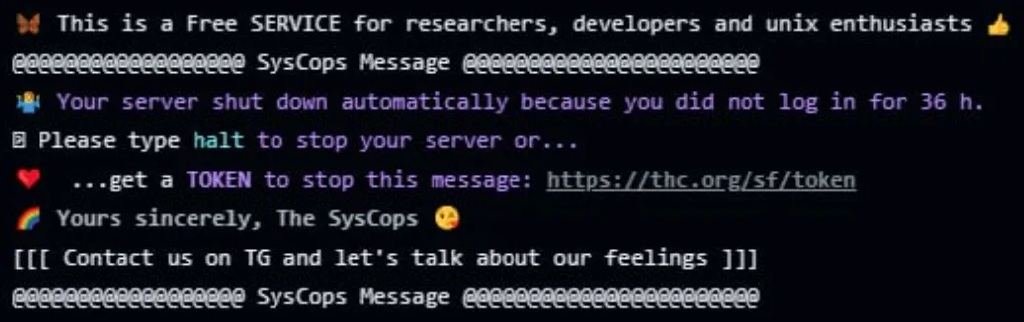 🦋 This is a Free SERVICE for researchers, developers and unix enthusiasts 👍
@@@@@@@@@@@@@@@@@@ SysCops Message @@@@@@@@@@@@@@@@@@@@@@@
🤷 Your server shut down automatically because you did not log in for 36 h.
Please type halt to stop your server or...
❤️ ...get a TOKEN to stop this message: https://thc.org/sf/token
🌈 Yours sincerely, The SysCops 😘
[[[ Contact us on TG and let's talk about our feelings ]]]
@@@@@@@@@@@@@@@@@@ SysCops Message @@@@@@@@@@@@@@@@@@@@@@@